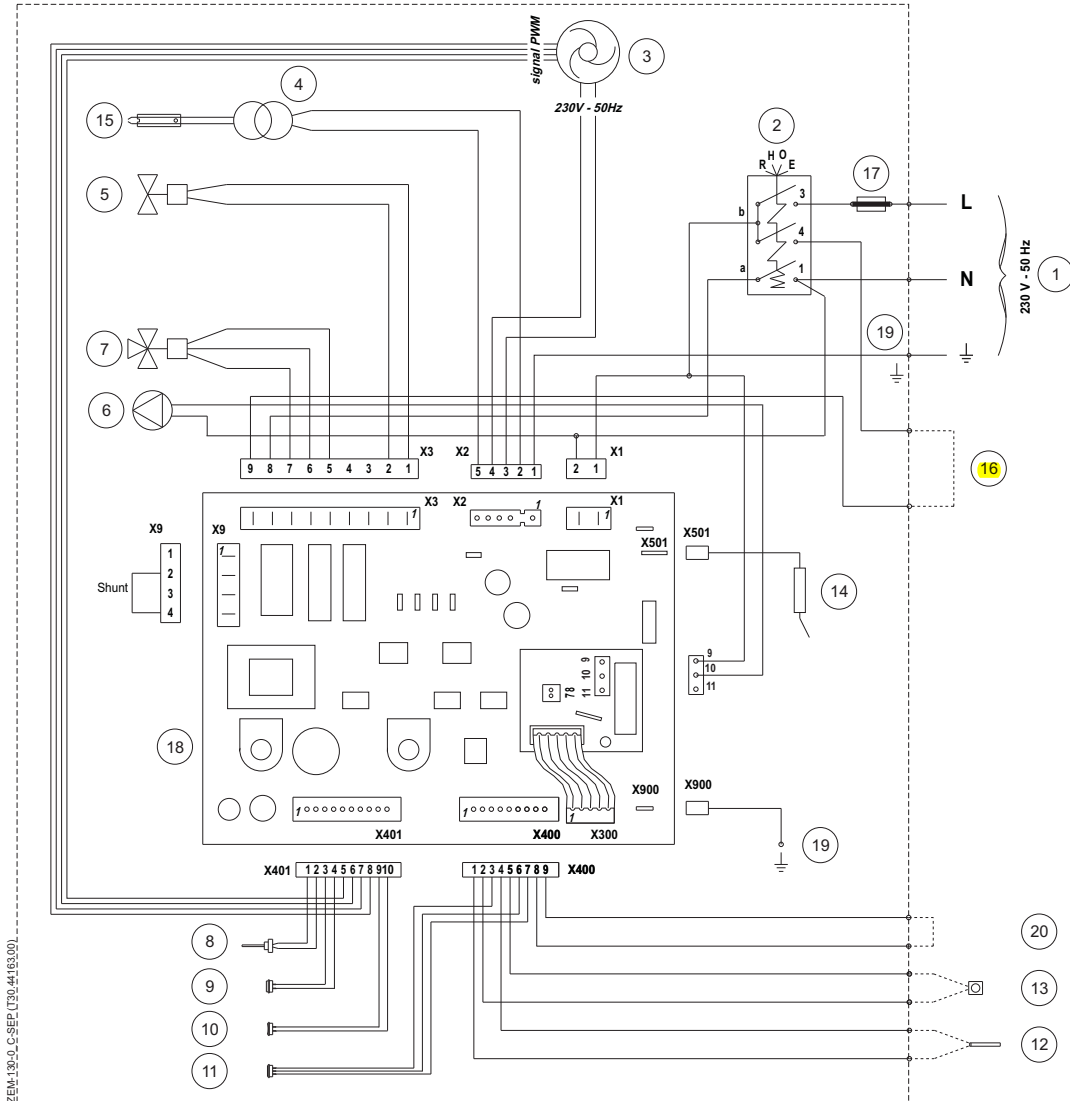 signal PWM
3
4
230V - 50Hz
15
2
R H O E
17
5
3
b
L
4
a
1
N
230 V - 50 Hz
1
7
19
6
9 8 7 6 5 4 3 2 1
X3
X2
5 4 3 2 1
2 1
X1
16
X3
X2
1
X1
1
1
X9
X9
1
X501
X501
1
2
3
4
Shunt
14
9
10
11
9
10
11
78
18
X900
X900
1
X401
1
X400
1
X300
19
X401
1 2 3 4 5 6 7 8 9 10
1 2 3 4 5 6 7 8 9
X400
8
20
9
13
10
12
11
ZEM-130-0_C-SEP (T30.44163.00)